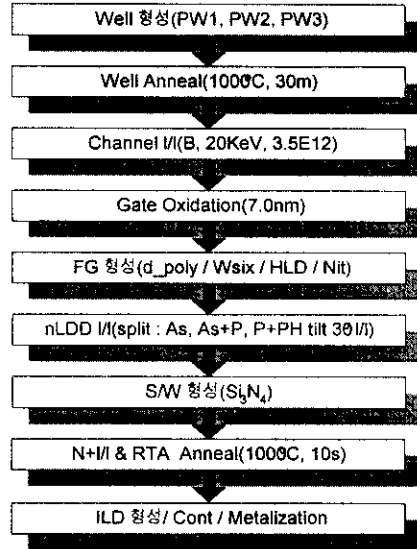 Well 형성(PW1, PW2, PW3)
Well Anneal(1000℃, 30m)
Channel I/I(B, 20KeV, 3.5E12)
Gate Oxidation(7.0nm)
FG 형성(d_poly / Wsix / HLD / Nit)
nLDD I/I(split : As, As+P, P+PH tilt 30 I/I)
S/W 형성(Si₃N₄)
N+I/I & RTA Anneal(1000℃, 10s)
ILD 형성/ Cont / Metalization